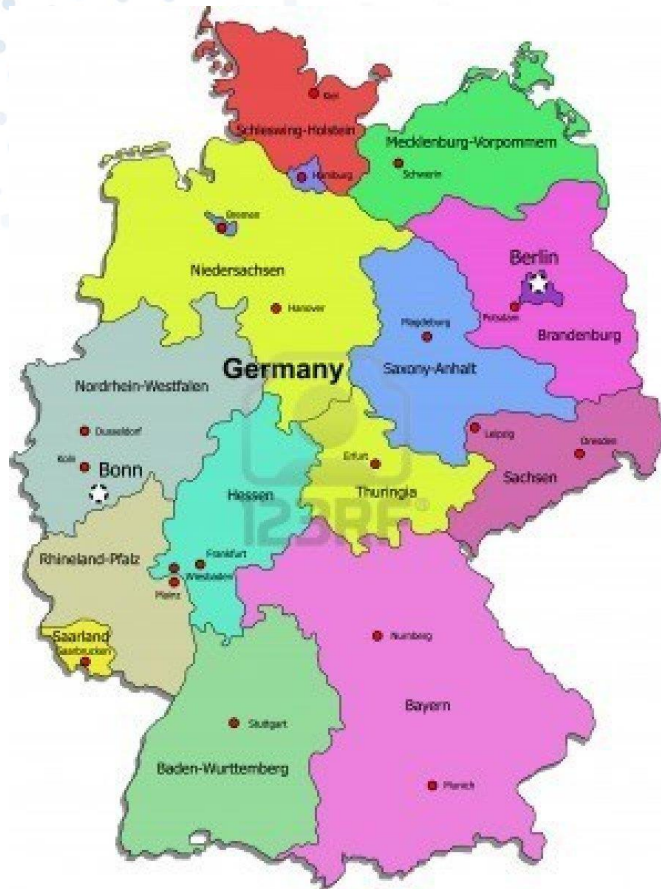 Kiel
Schleswing-Holstein
Mecklenburg-Vorpommern
Schwerin
Hamburg
Bremen
Niedersachsen
Berlin
Hanover
Potsdam
Magdeburg
Brandenburg
Germany
Saxony-Anhalt
Nordrhein-Westfalen
Dusseldorf
Leipzig
Dresden
Koln
Bonn
Erfurt
Sachsen
Hessen
Thuringia
123RF®
Rhineland-Pfalz
Frankfurt
Wiesbaden
Mainz
Saarland
Saarbrucken
Nurnberg
Bayern
Stuttgart
Baden-Wurttemberg
Munich